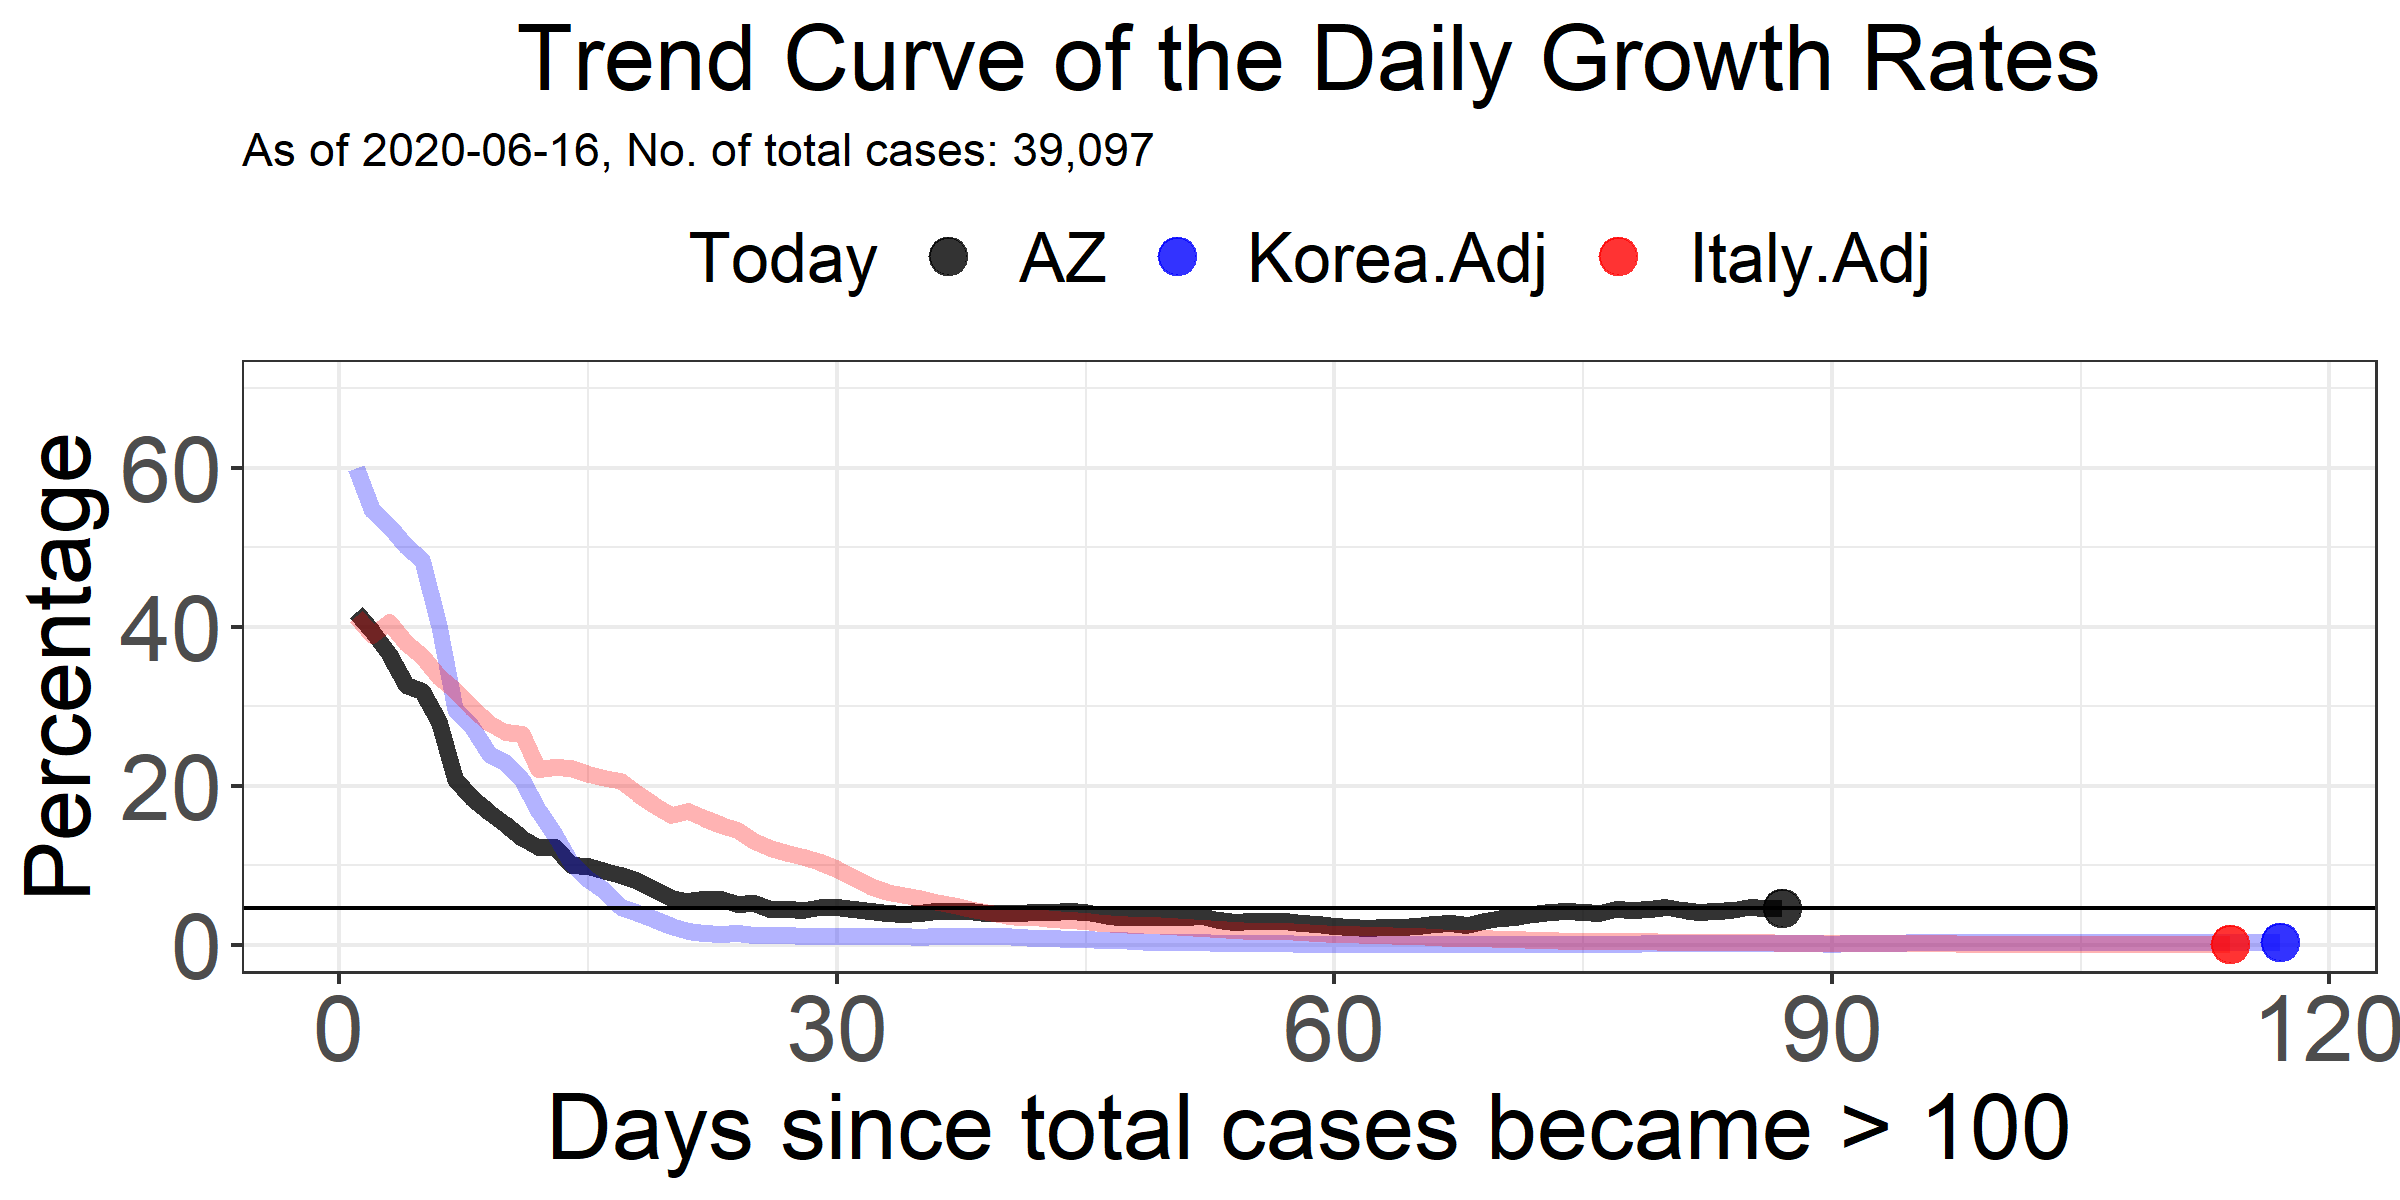 Trend Curve of the Daily Growth Rates
As of 2020-06-16, No. of total cases: 39,097
Today AZ Korea.Adj Italy.Adj
Percentage
60
40
20
0
0 30 60 90 120
Days since total cases became > 100